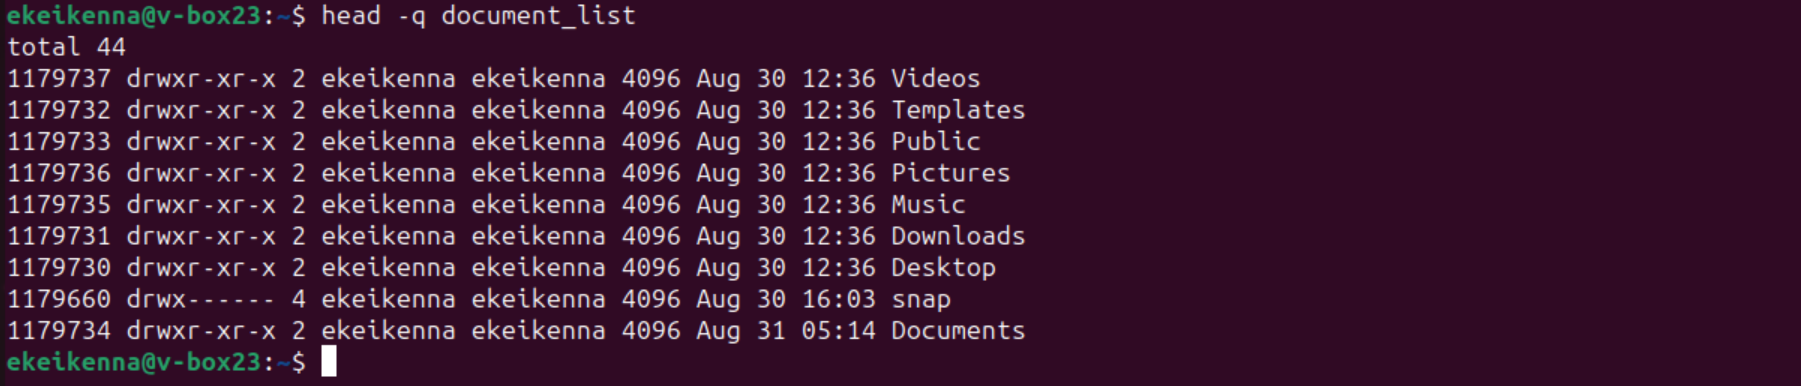 ekeikenna@v-box23:~$ head -q document_list
total 44
1179737 drwxr-xr-x 2 ekeikenna ekeikenna 4096 Aug 30 12:36 Videos
1179732 drwxr-xr-x 2 ekeikenna ekeikenna 4096 Aug 30 12:36 Templates
1179733 drwxr-xr-x 2 ekeikenna ekeikenna 4096 Aug 30 12:36 Public
1179736 drwxr-xr-x 2 ekeikenna ekeikenna 4096 Aug 30 12:36 Pictures
1179735 drwxr-xr-x 2 ekeikenna ekeikenna 4096 Aug 30 12:36 Music
1179731 drwxr-xr-x 2 ekeikenna ekeikenna 4096 Aug 30 12:36 Downloads
1179730 drwxr-xr-x 2 ekeikenna ekeikenna 4096 Aug 30 12:36 Desktop
1179660 drwx------ 4 ekeikenna ekeikenna 4096 Aug 30 16:03 snap
1179734 drwxr-xr-x 2 ekeikenna ekeikenna 4096 Aug 31 05:14 Documents
ekeikenna@v-box23:~$